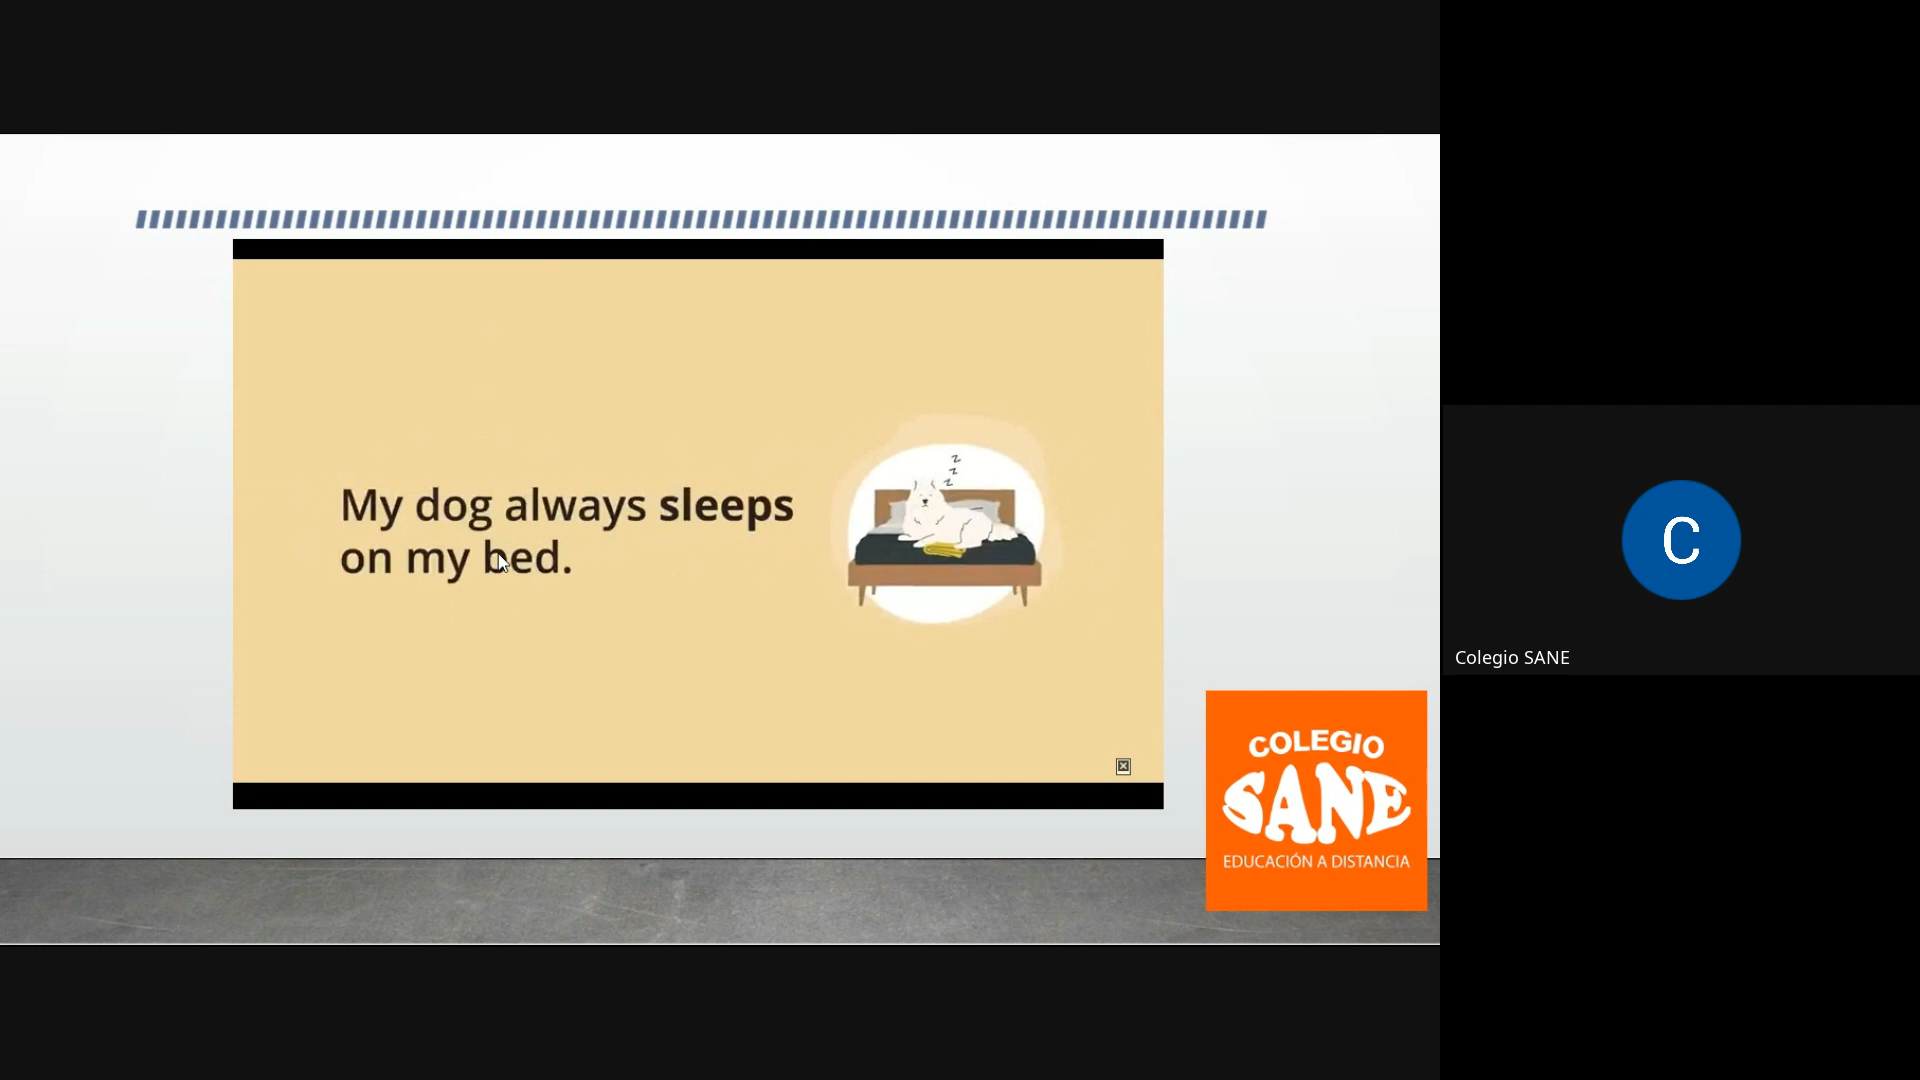 My dog always sleeps
on my bed.
z
z
z
C
Colegio SANE
COLEGIO
SANE
EDUCACIÓN A DISTANCIA